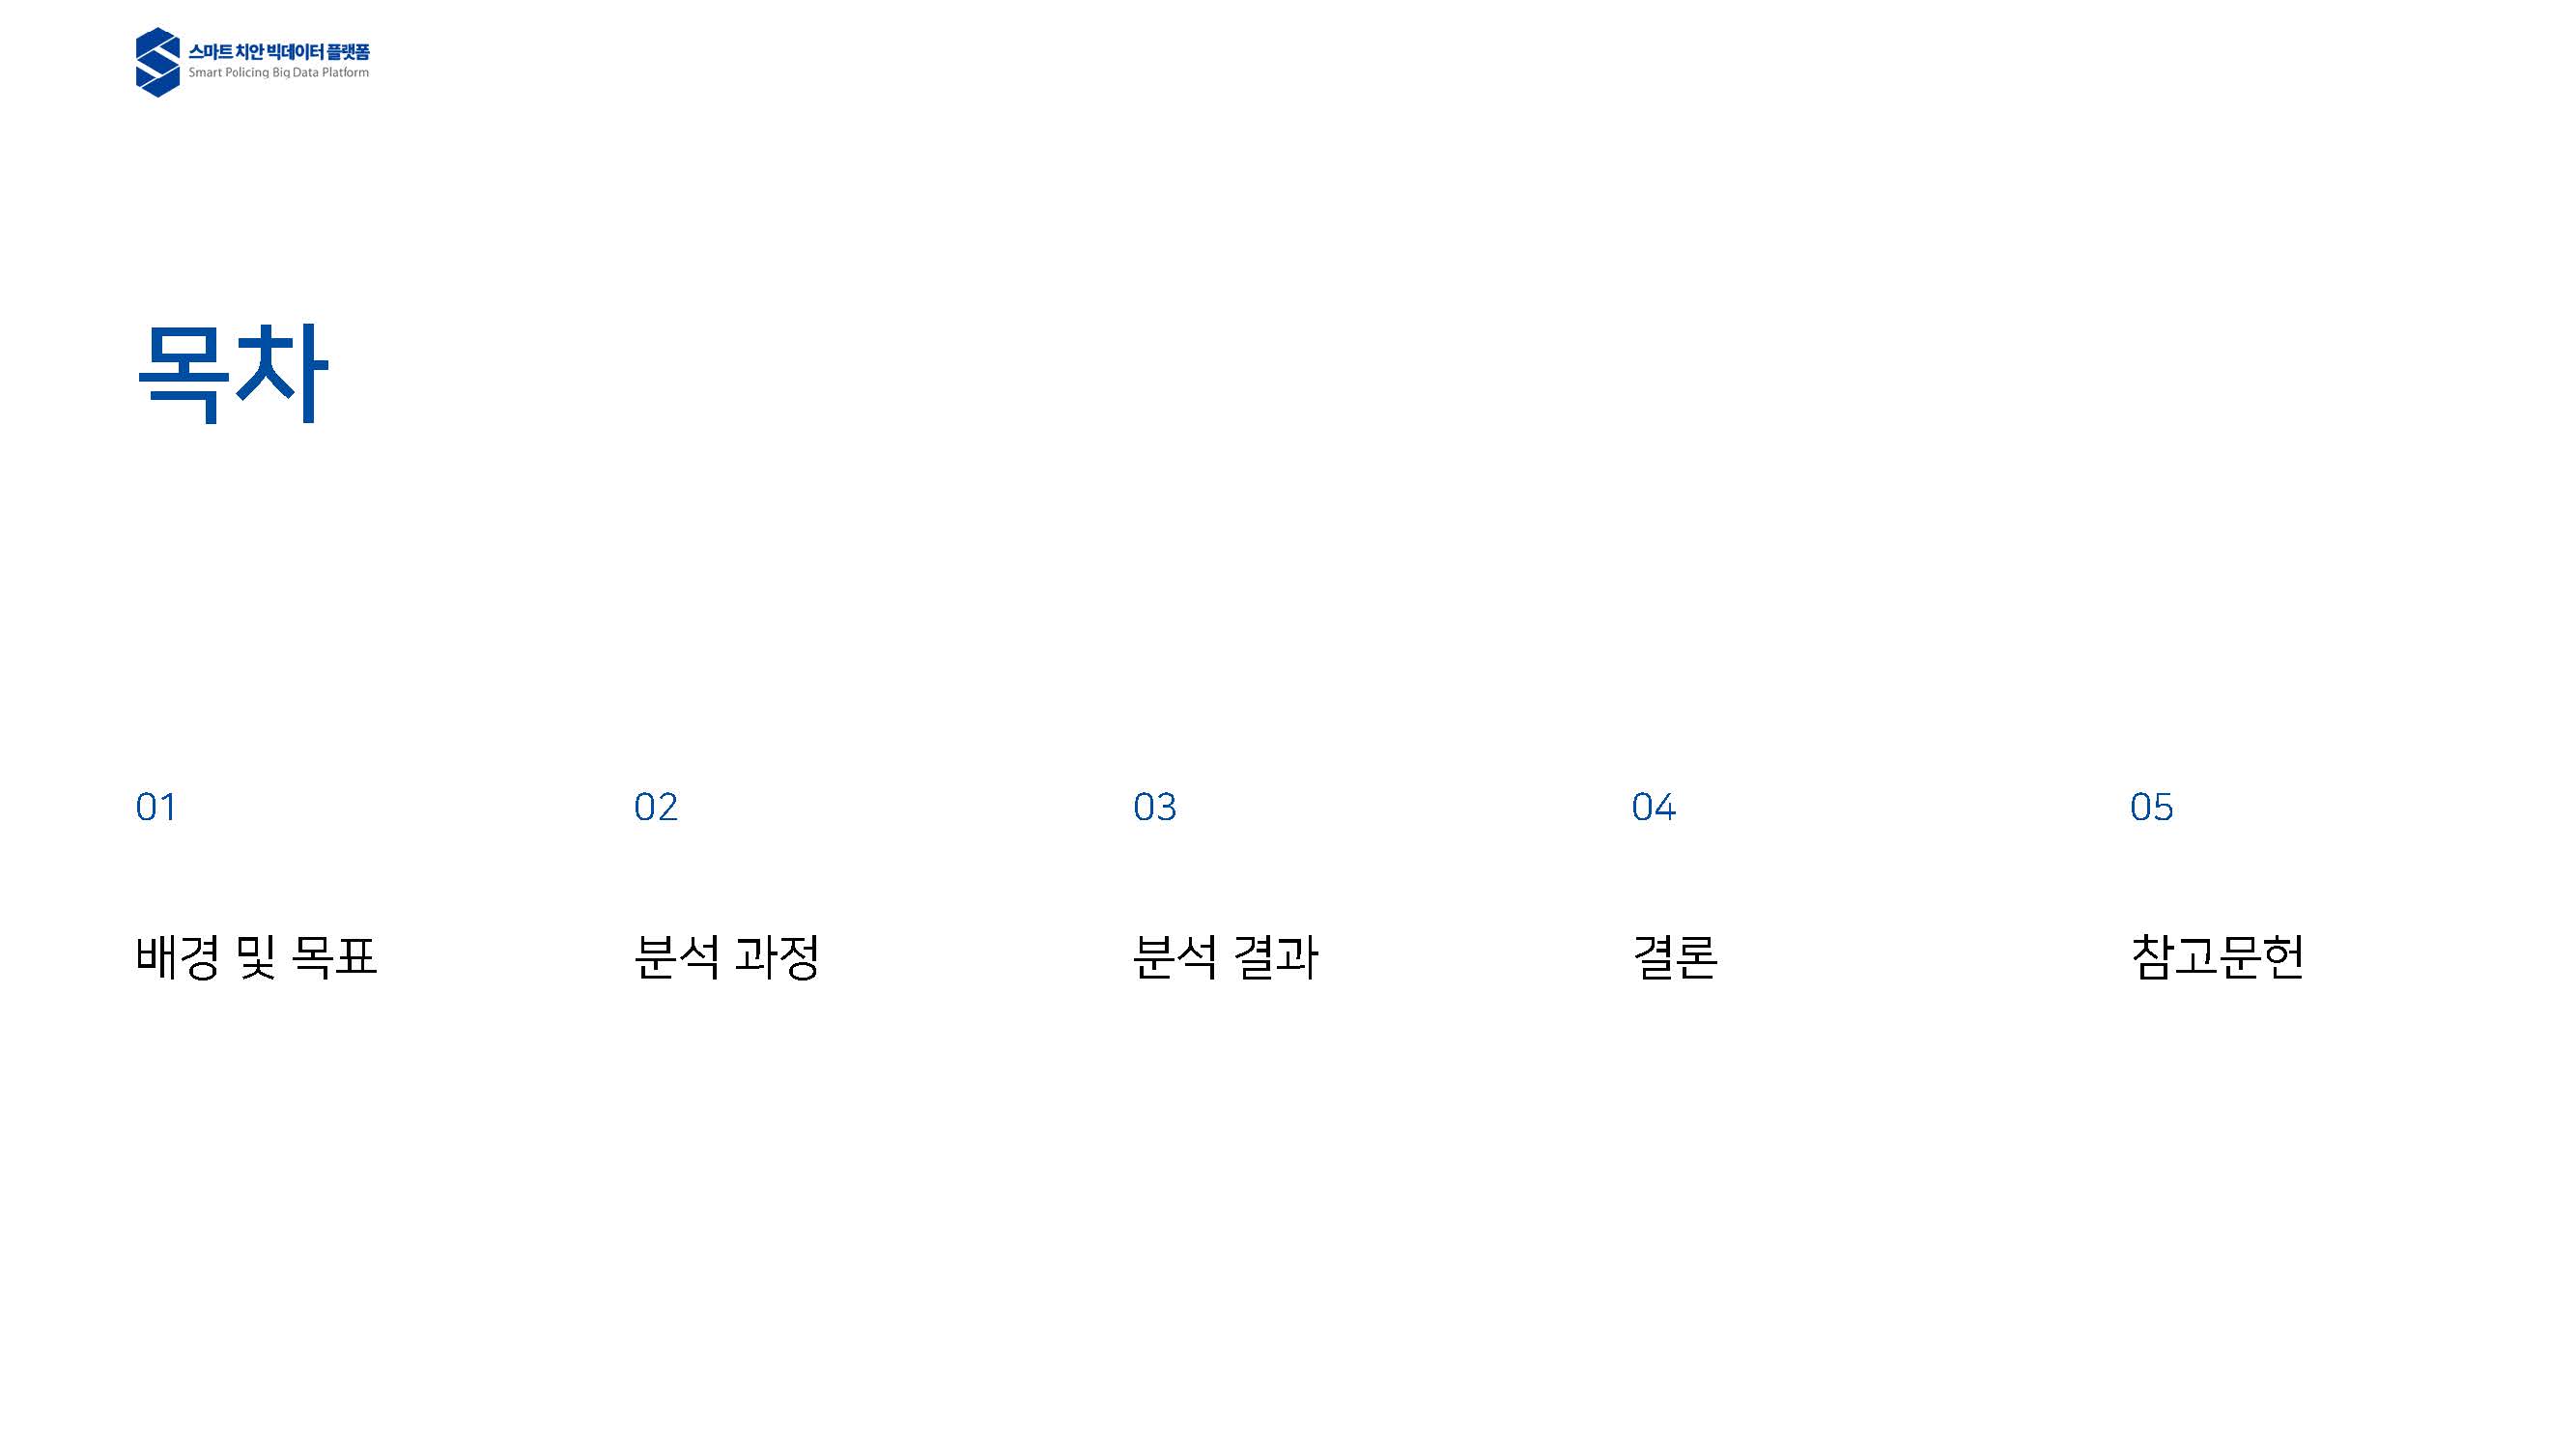 스마트 치안 빅데이터 플랫폼
Smart Policing Big Data Platform
목차
01
배경 및 목표
02
분석 과정
03
분석 결과
04
결론
05
참고문헌